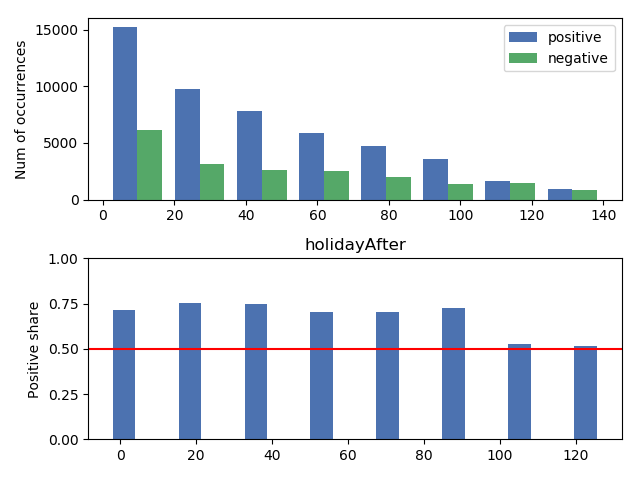 15000
10000
5000
0
Num of occurrences
positive
negative
0 20 40 60 80 100 120 140
holidayAfter
1.00
0.75
0.50
0.25
0.00
Positive share
0 20 40 60 80 100 120